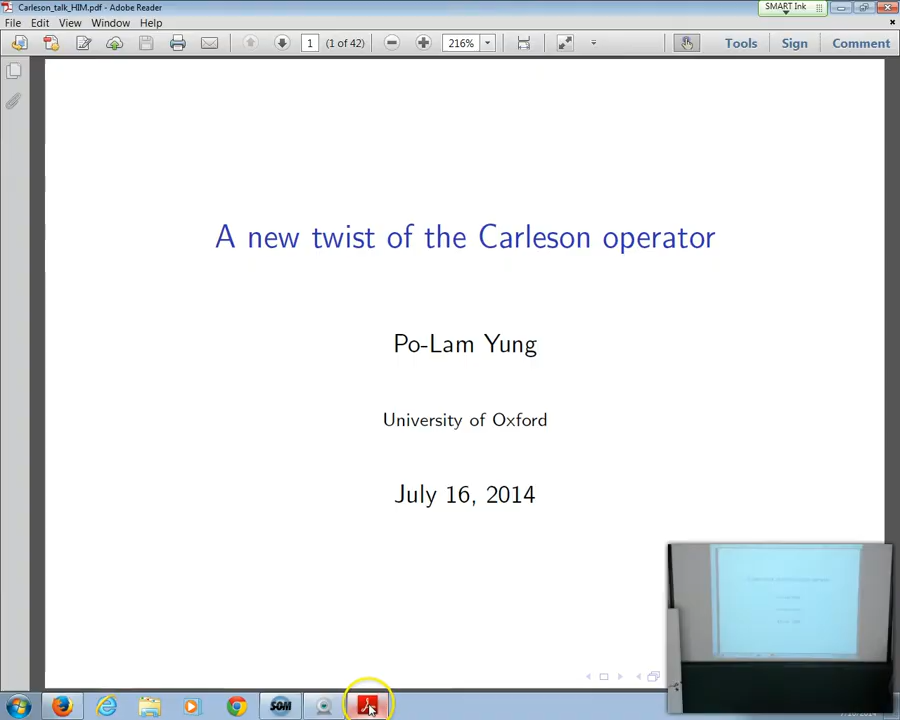 Carleson_talk_HIM.pdf - Adobe Reader
SMART Ink
File Edit View Window Help
1 (1 of 42) 216% Tools Sign Comment
A new twist of the Carleson operator
Po-Lam Yung
University of Oxford
July 16, 2014
SOM